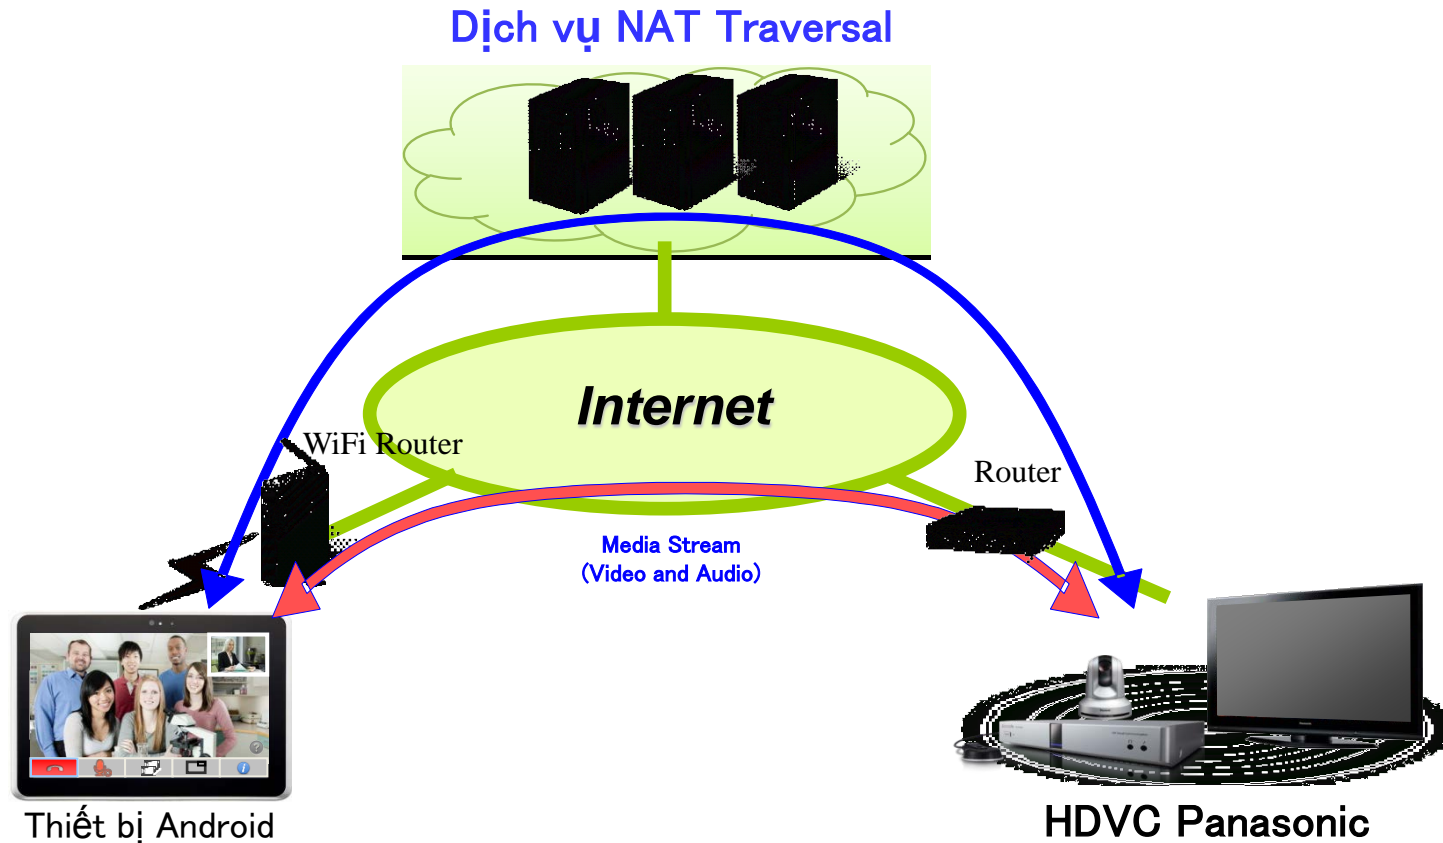 Dịch vụ NAT Traversal
Internet
WiFi Router
Router
Media Stream
(Video and Audio)
Thiết bị Android
HDVC Panasonic